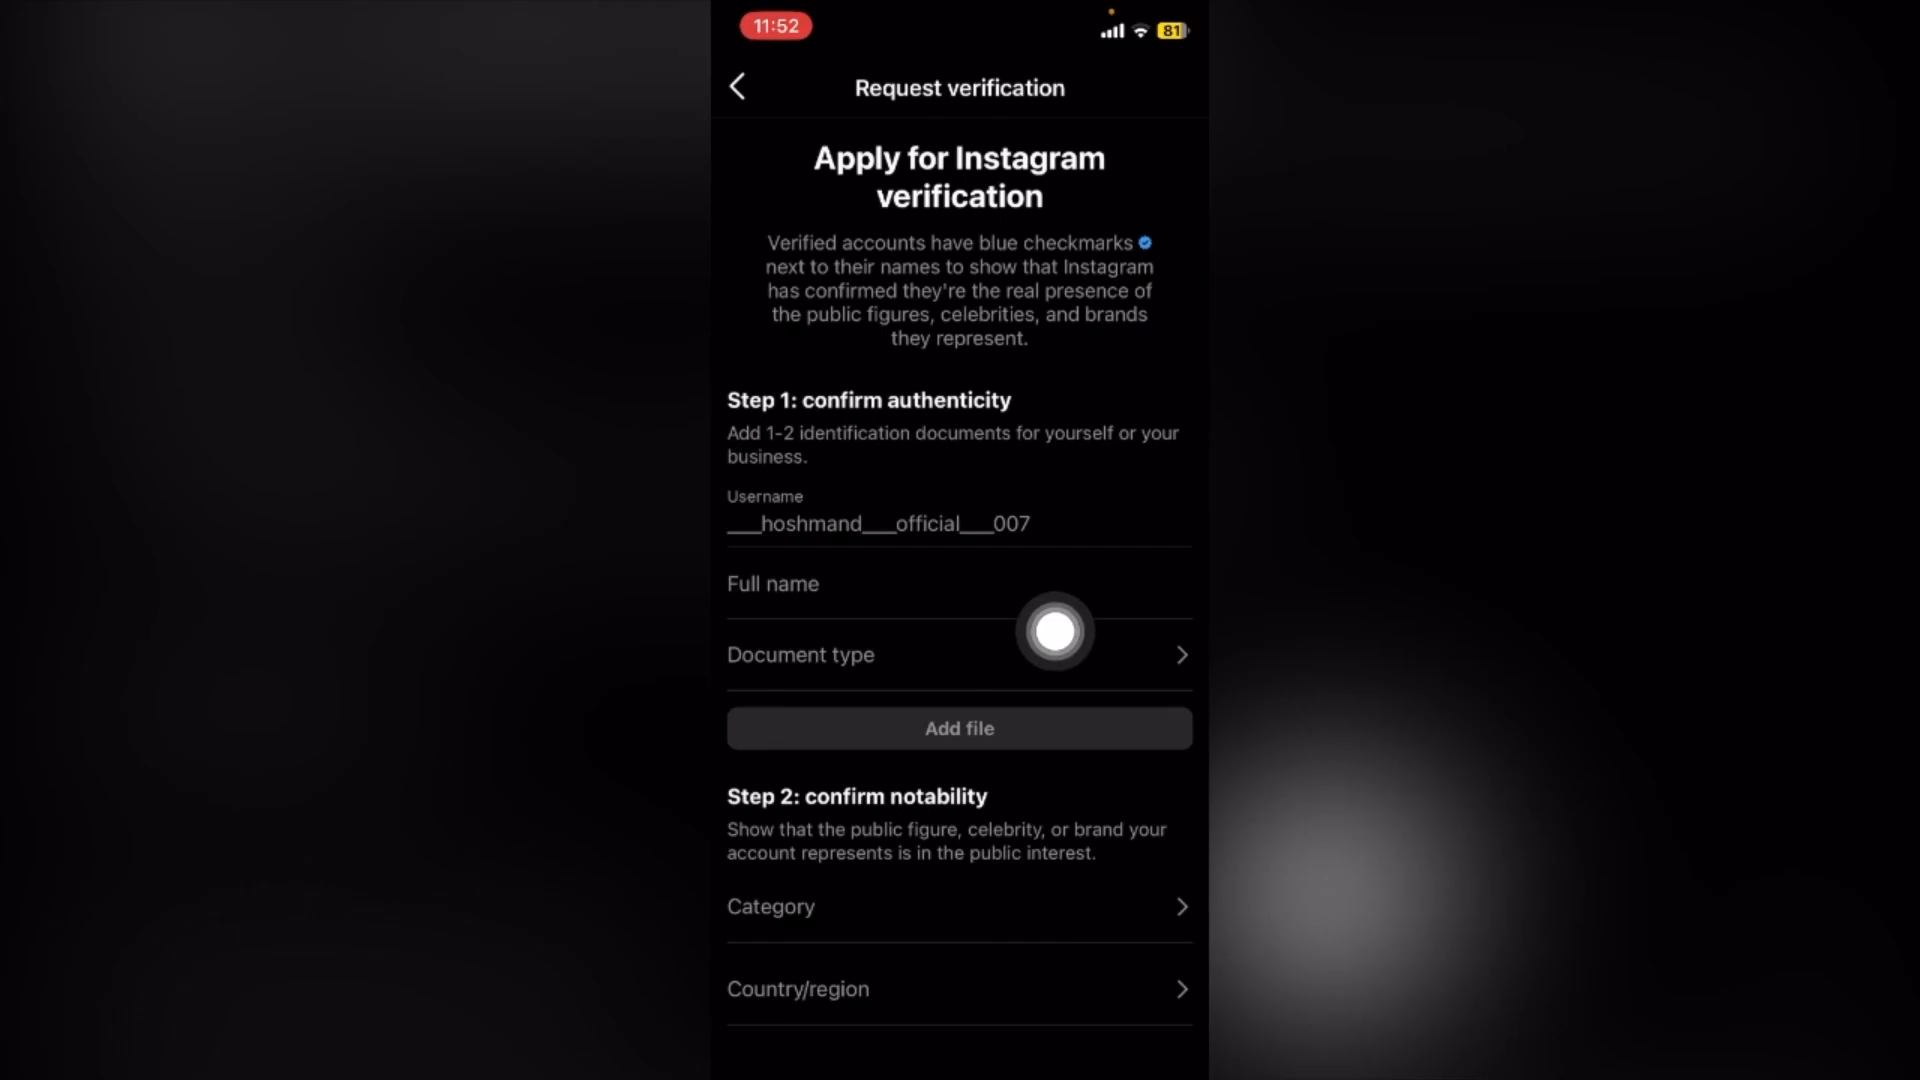 11:52
81
Request verification
Apply for Instagram
verification
Verified accounts have blue checkmarks
next to their names to show that Instagram
has confirmed they're the real presence of
the public figures, celebrities, and brands
they represent.
Step 1: confirm authenticity
Add 1-2 identification documents for yourself or your
business.
Username
___hoshmand___official___007
Full name
Document type
Add file
Step 2: confirm notability
Show that the public figure, celebrity, or brand your
account represents is in the public interest.
Category
Country/region